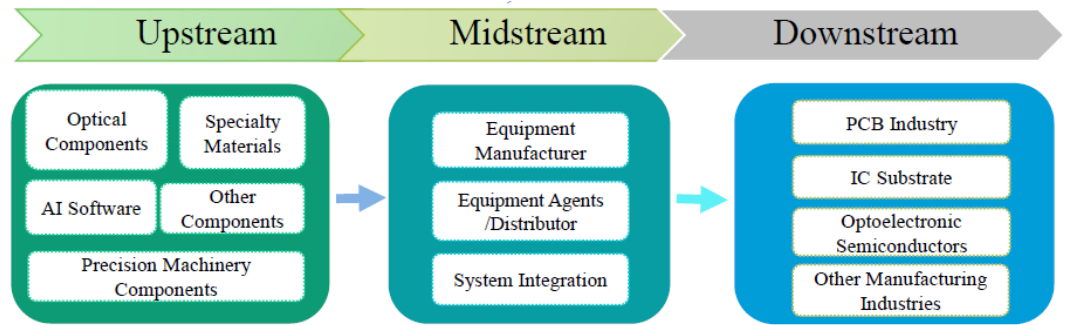 Upstream
Midstream
Downstream
Optical
Components
Specialty
Materials
AI Software
Other
Components
Precision Machinery
Components
Equipment
Manufacturer
Equipment Agents
/Distributor
System Integration
PCB Industry
IC Substrate
Optoelectronic
Semiconductors
Other Manufacturing
Industries